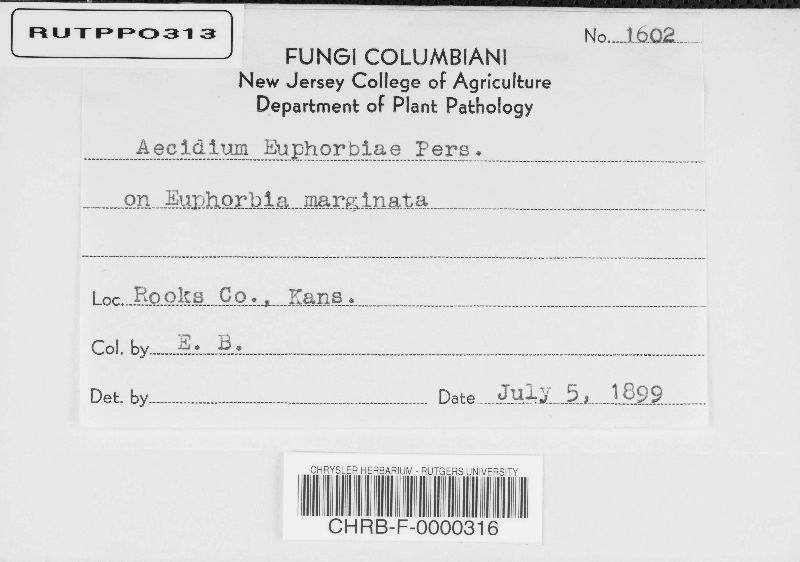 RUTPP0313
No. 1602
FUNGI COLUMBIANI
New Jersey College of Agriculture
Department of Plant Pathology
Aecidium Euphorbiae Pers.
on Euphorbia marginata
Loc. Rooks Co., Kans.
Col. by E. B.
Det. by
Date July 5, 1899
CHRYSLER HERBARIUM - RUTGERS UNIVERSITY
CHRB-F-0000316